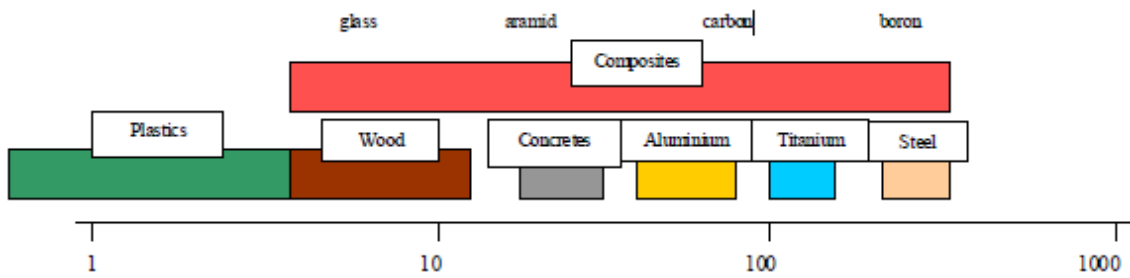 glass aramid carbon boron
Composites
Plastics Wood Concretes Aluminium Titanium Steel
1 10 100 1000